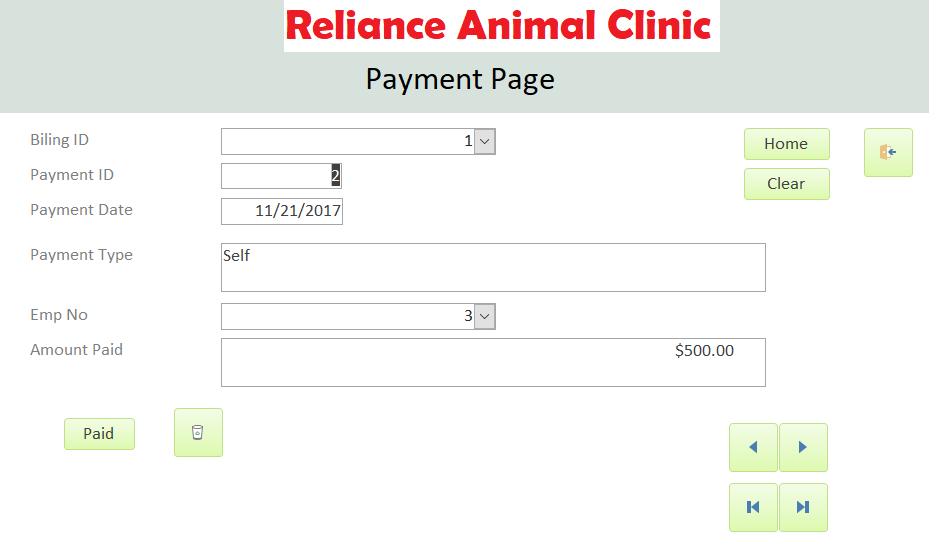 Reliance Animal Clinic
Payment Page
Biling ID 1
Home
Payment ID 2
Clear
Payment Date 11/21/2017
Payment Type Self
Emp No 3
Amount Paid $500.00
Paid